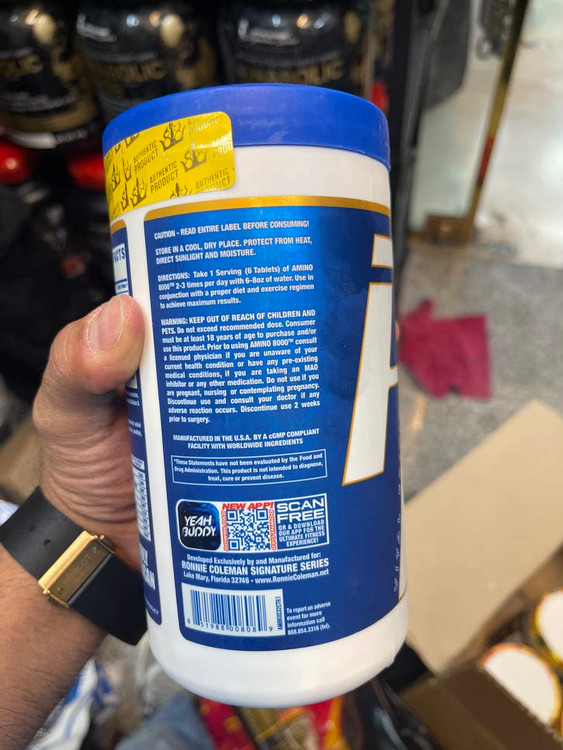 AUTHENTIC
PRODUCT
AUTHENTIC
PRODUCT
AUTHENTIC
PRODUCT
CAUTION - READ ENTIRE LABEL BEFORE CONSUMING!
STORE IN A COOL, DRY PLACE. PROTECT FROM HEAT,
DIRECT SUNLIGHT AND MOISTURE.
DIRECTIONS: Take 1 Serving (6 Tablets) of AMINO
8000™ 2-3 times per day with 6-8oz of water. Use in
conjunction with a proper diet and exercise regimen
to achieve maximum results.
WARNING: KEEP OUT OF REACH OF CHILDREN AND
PETS. Do not exceed recommended dose. Consumer
must be at least 18 years of age to purchase and/or
use this product. Prior to using AMINO 8000™ consult
a licensed physician if you are unaware of your
current health condition or have any pre-existing
medical conditions, if you are taking an MAO
inhibitor or any other medication. Do not use if you
are pregnant, nursing or contemplating pregnancy.
Discontinue use and consult your doctor if any
adverse reaction occurs. Discontinue use 2 weeks
prior to surgery.
MANUFACTURED IN THE U.S.A. BY A cGMP COMPLIANT
FACILITY WITH WORLDWIDE INGREDIENTS
*These Statements have not been evaluated by the Food and
Drug Administration. This product is not intended to diagnose,
treat, cure or prevent disease.
YEAH
BUDDY
NEW APP!
SCAN
FREE
OR & DOWNLOAD
OUR APP FOR THE
ULTIMATE FITNESS
EXPERIENCE!
Developed Exclusively by and Manufactured for:
RONNIE COLEMAN SIGNATURE SERIES
Lake Mary, Florida 32746 • www.RonnieColeman.net
To report an adverse
event for more
information call
888.854.3316 (tel).